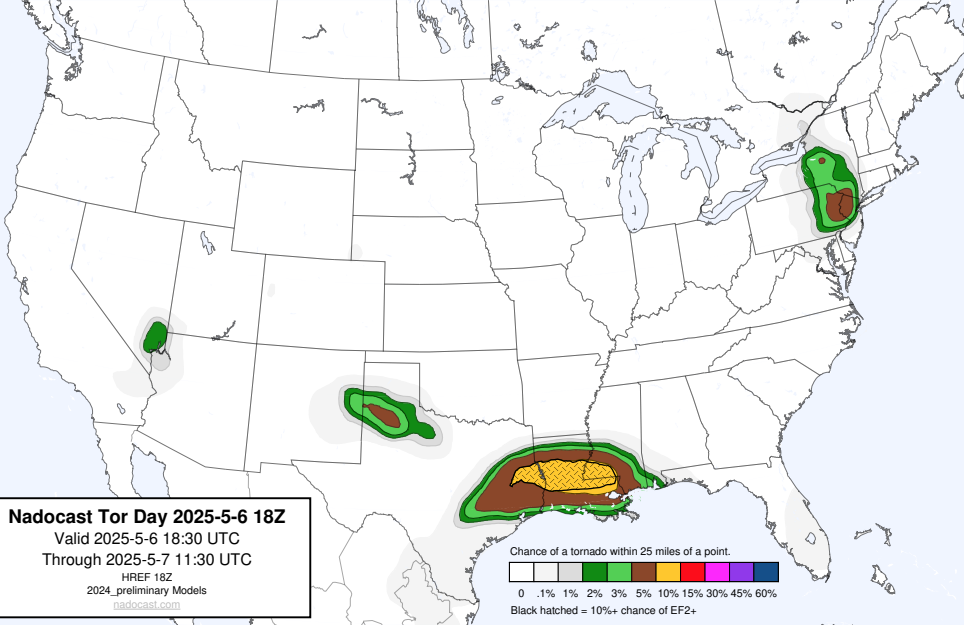 Nadocast Tor Day 2025-5-6 18Z
Valid 2025-5-6 18:30 UTC
Through 2025-5-7 11:30 UTC
HREF 18Z
2024_preliminary Models
nadocast.com
Chance of a tornado within 25 miles of a point.
0 .1% 1% 2% 3% 5% 10% 15% 30% 45% 60%
Black hatched = 10%+ chance of EF2+